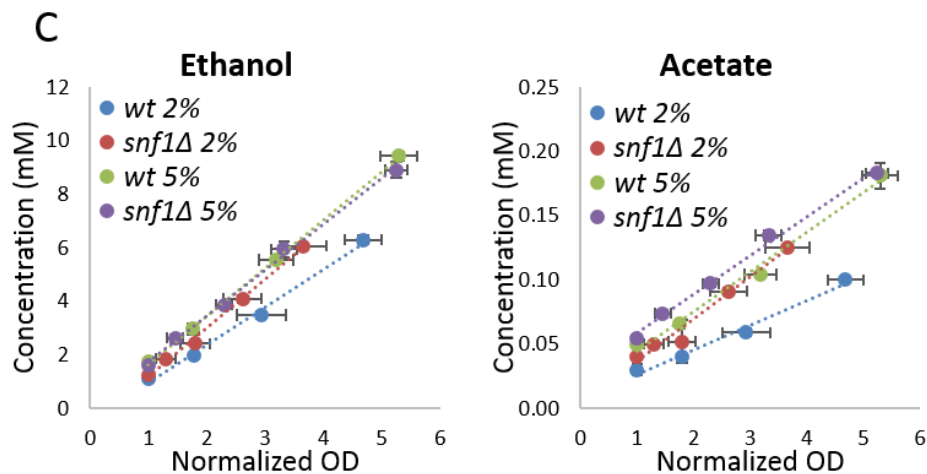 C
Ethanol
Concentration (mM)
12
10
8
6
4
2
0
wt 2%
snf1Δ 2%
wt 5%
snf1Δ 5%
0 1 2 3 4 5 6
Normalized OD
Acetate
Concentration (mM)
0.25
0.20
0.15
0.10
0.05
0.00
wt 2%
snf1Δ 2%
wt 5%
snf1Δ 5%
0 1 2 3 4 5 6
Normalized OD